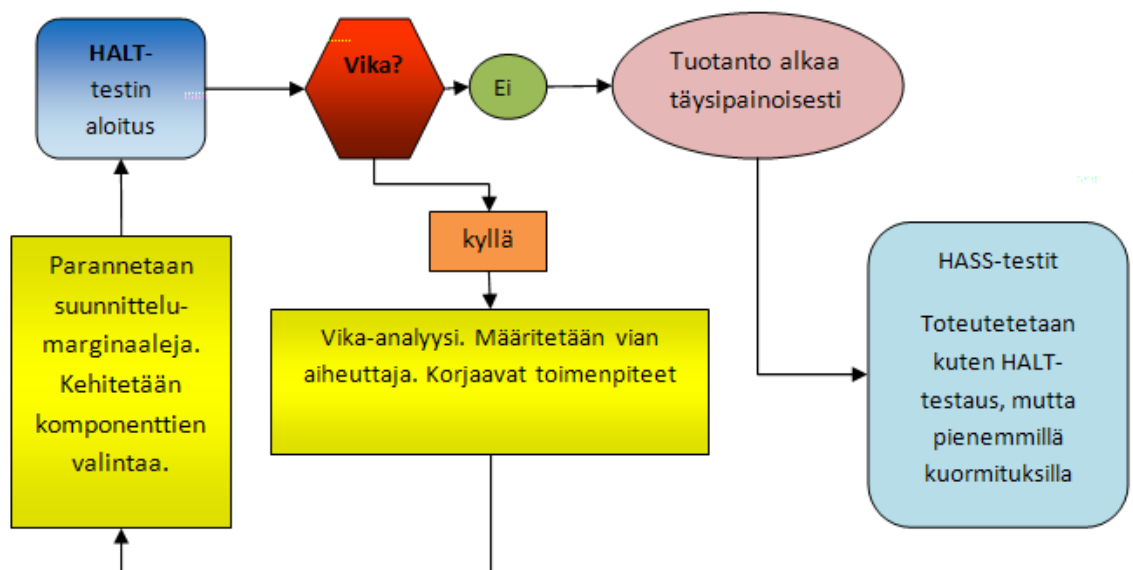 HALT-
testin
aloitus
Vika?
Ei
Tuotanto alkaa
täysipainoisesti
kyllä
Parannetaan
suunnittelu-
marginaaleja.
Kehitetään
komponenttien
valintaa.
Vika-analyysi. Määritetään vian
aiheuttaja. Korjaavat toimenpiteet
HASS-testit
Toteutetetaan
kuten HALT-
testaus, mutta
pienemmillä
kuormituksilla